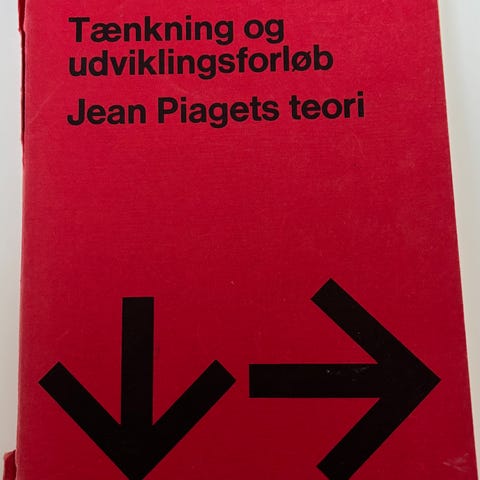 Tænkning og
udviklingsforløb
Jean Piagets teori